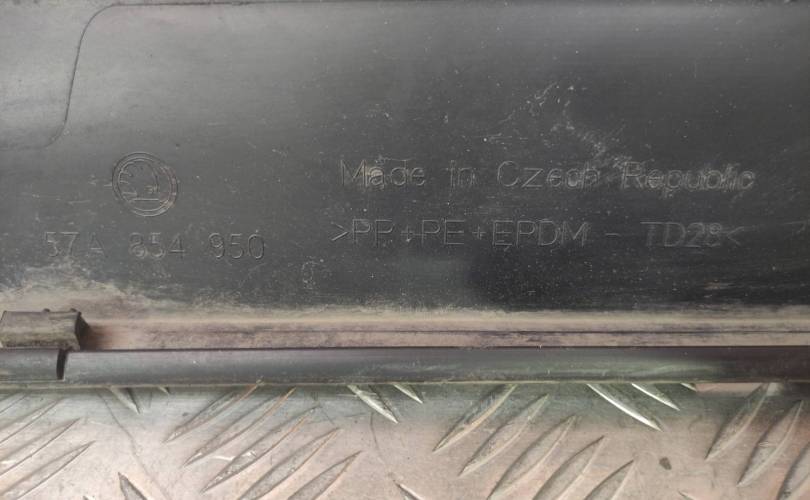 Made in Czech Republic
57A 854 950
>PP+PE+EPDM - TD28<